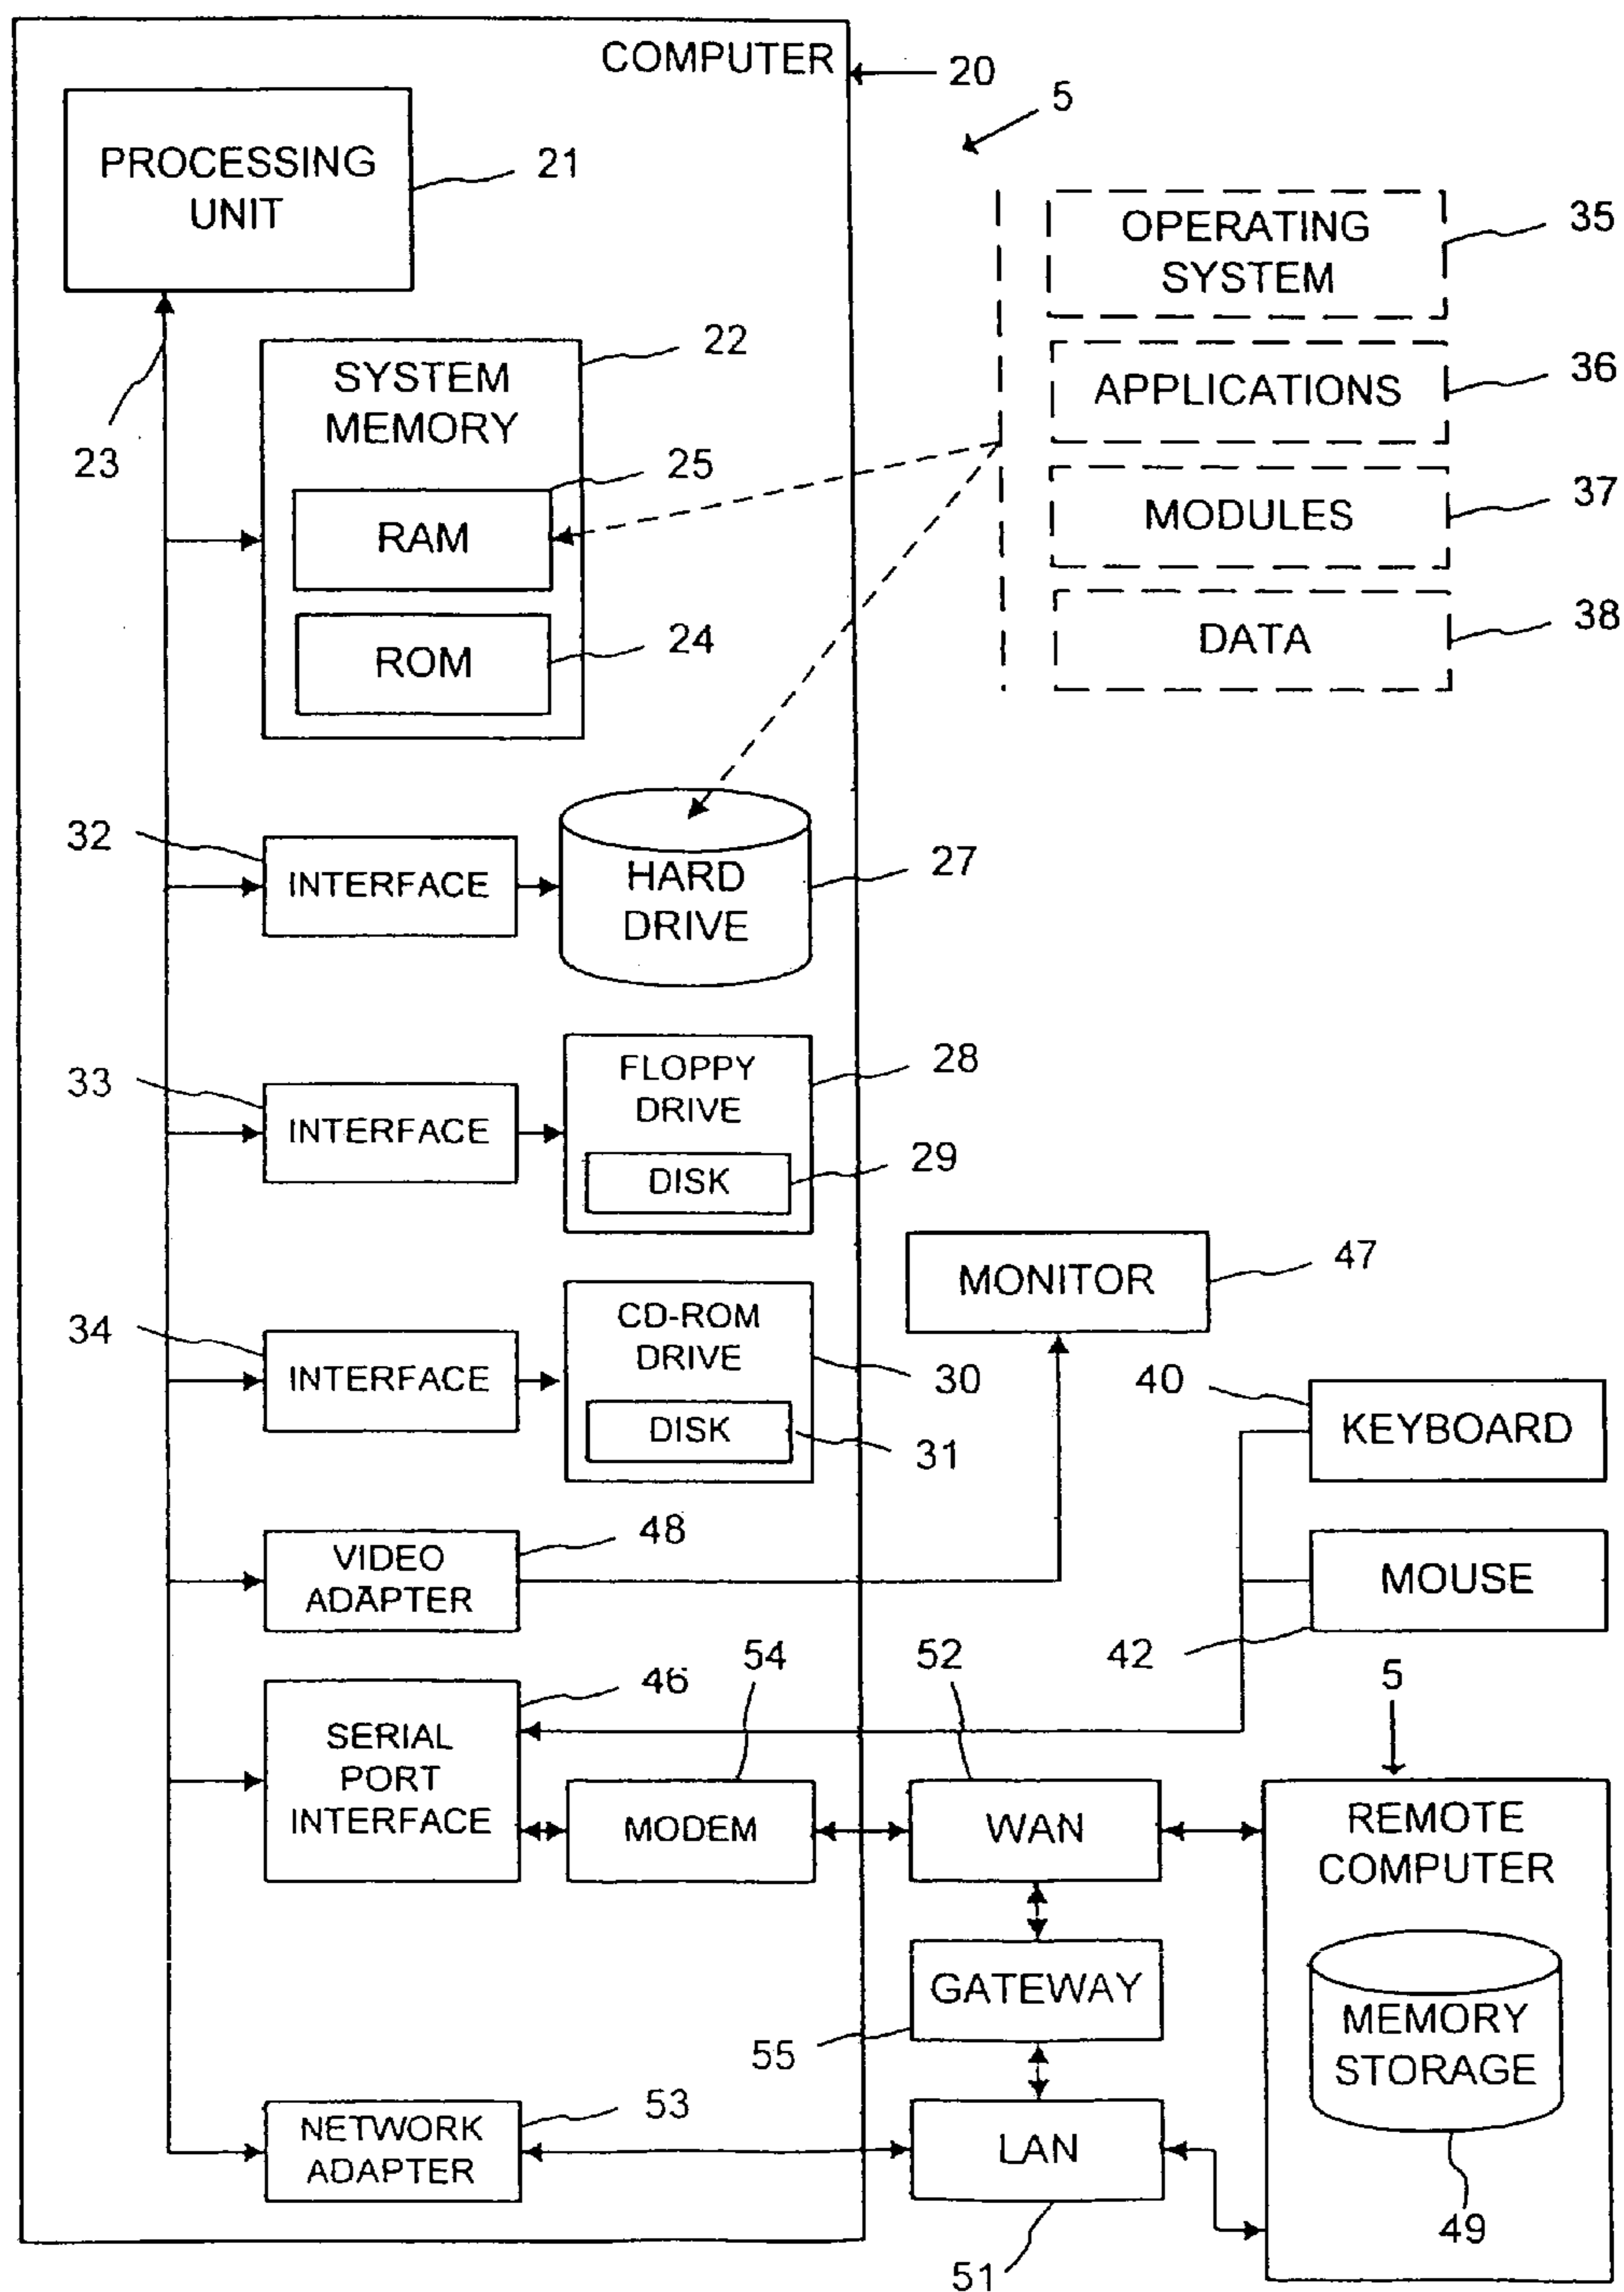 COMPUTER
20
5
PROCESSING
UNIT
21
OPERATING
SYSTEM
35
22
SYSTEM
MEMORY
APPLICATIONS
36
23
25
RAM
MODULES
37
24
ROM
DATA
38
32
INTERFACE
HARD
DRIVE
27
33
INTERFACE
FLOPPY
DRIVE
28
DISK
29
MONITOR
47
34
INTERFACE
CD-ROM
DRIVE
30
DISK
31
40
KEYBOARD
48
VIDEO
ADAPTER
MOUSE
42
46
54
52
5
SERIAL
PORT
INTERFACE
MODEM
WAN
REMOTE
COMPUTER
GATEWAY
55
MEMORY
STORAGE
53
NETWORK
ADAPTER
LAN
49
51